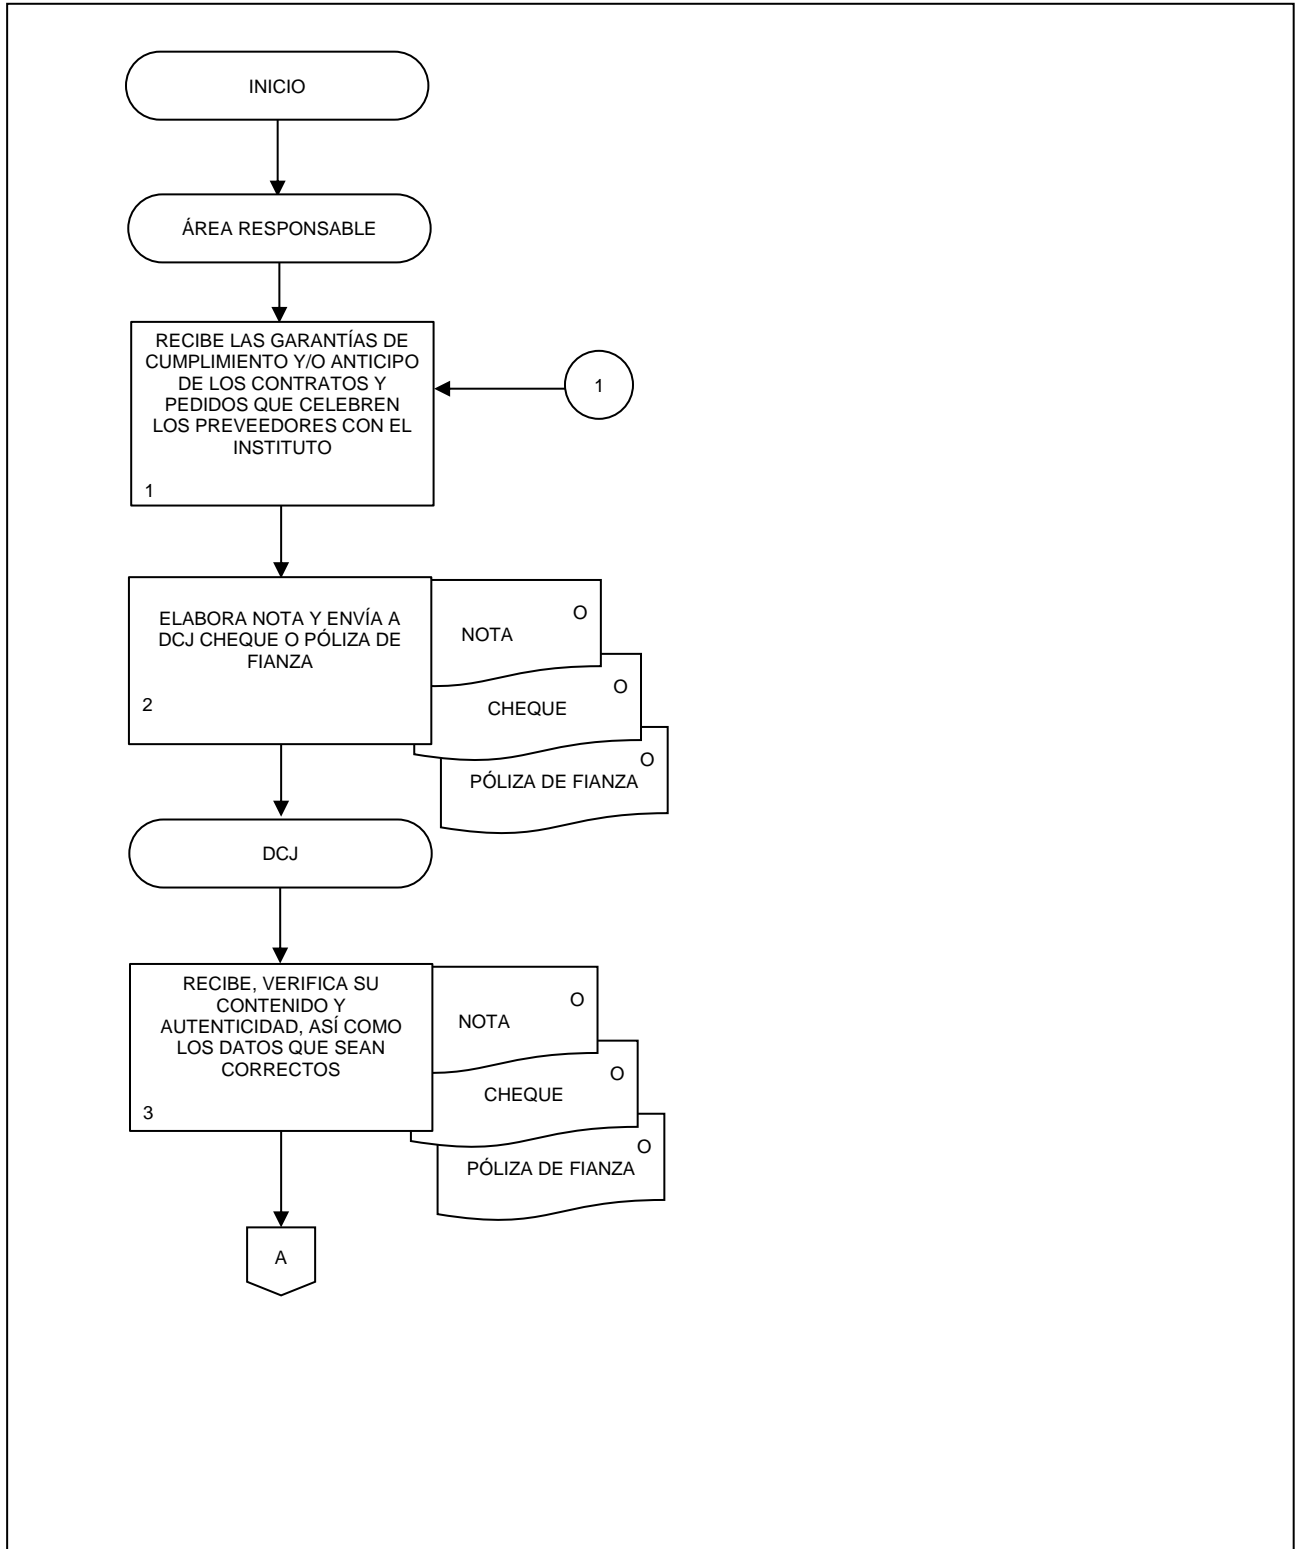 INICIO
ÁREA RESPONSABLE
RECIBE LAS GARANTÍAS DE
CUMPLIMIENTO Y/O ANTICIPO
DE LOS CONTRATOS Y
PEDIDOS QUE CELEBREN
LOS PREVEEDORES CON EL
INSTITUTO
1
1
ELABORA NOTA Y ENVÍA A
DCJ CHEQUE O PÓLIZA DE
FIANZA
2
O
NOTA
O
CHEQUE
O
PÓLIZA DE FIANZA
DCJ
RECIBE, VERIFICA SU
CONTENIDO Y
AUTENTICIDAD, ASÍ COMO
LOS DATOS QUE SEAN
CORRECTOS
3
O
NOTA
O
CHEQUE
O
PÓLIZA DE FIANZA
A